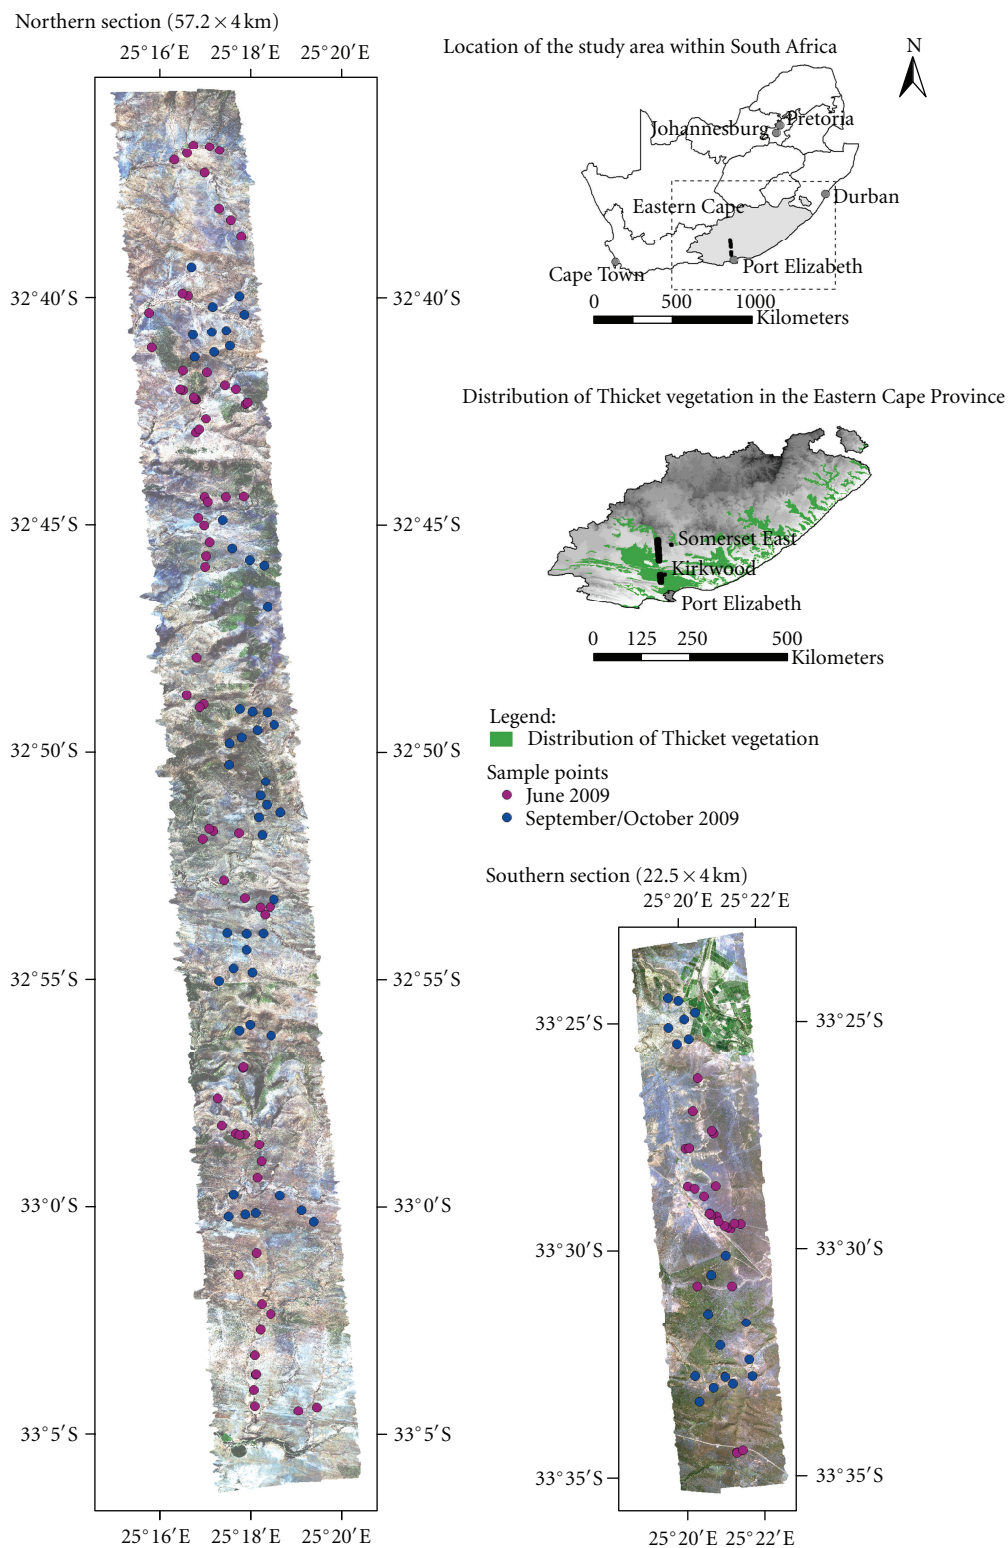 Northern section (57.2 × 4 km)
25°16′E 25°18′E 25°20′E
32°40′S
32°40′S
32°45′S
32°45′S
32°50′S
32°50′S
32°55′S
32°55′S
33°0′S
33°0′S
33°5′S
33°5′S
25°16′E 25°18′E 25°20′E
Location of the study area within South Africa
N
Pretoria
Johannesburg
Durban
Eastern Cape
Port Elizabeth
Cape Town
0 500 1000
Kilometers
Distribution of Thicket vegetation in the Eastern Cape Province
Somerset East
Kirkwood
Port Elizabeth
0 125 250 500
Kilometers
Legend:
Distribution of Thicket vegetation
Sample points
June 2009
September/October 2009
Southern section (22.5 × 4 km)
25°20′E 25°22′E
33°25′S
33°25′S
33°30′S
33°30′S
33°35′S
33°35′S
25°20′E 25°22′E